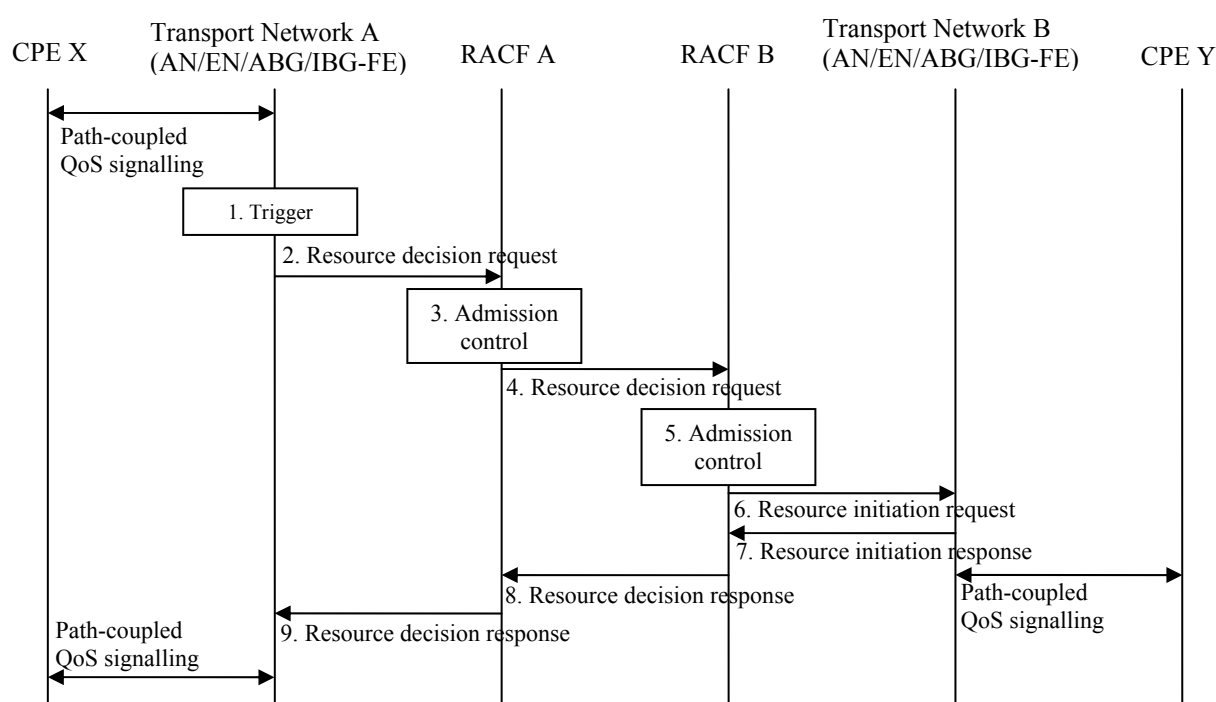 CPE X
Transport Network A
(AN/EN/ABG/IBG-FE)
RACF A
RACF B
Transport Network B
(AN/EN/ABG/IBG-FE)
CPE Y
Path-coupled
QoS signalling
1. Trigger
2. Resource decision request
3. Admission
control
4. Resource decision request
5. Admission
control
6. Resource initiation request
7. Resource initiation response
8. Resource decision response
Path-coupled
QoS signalling
9. Resource decision response
Path-coupled
QoS signalling